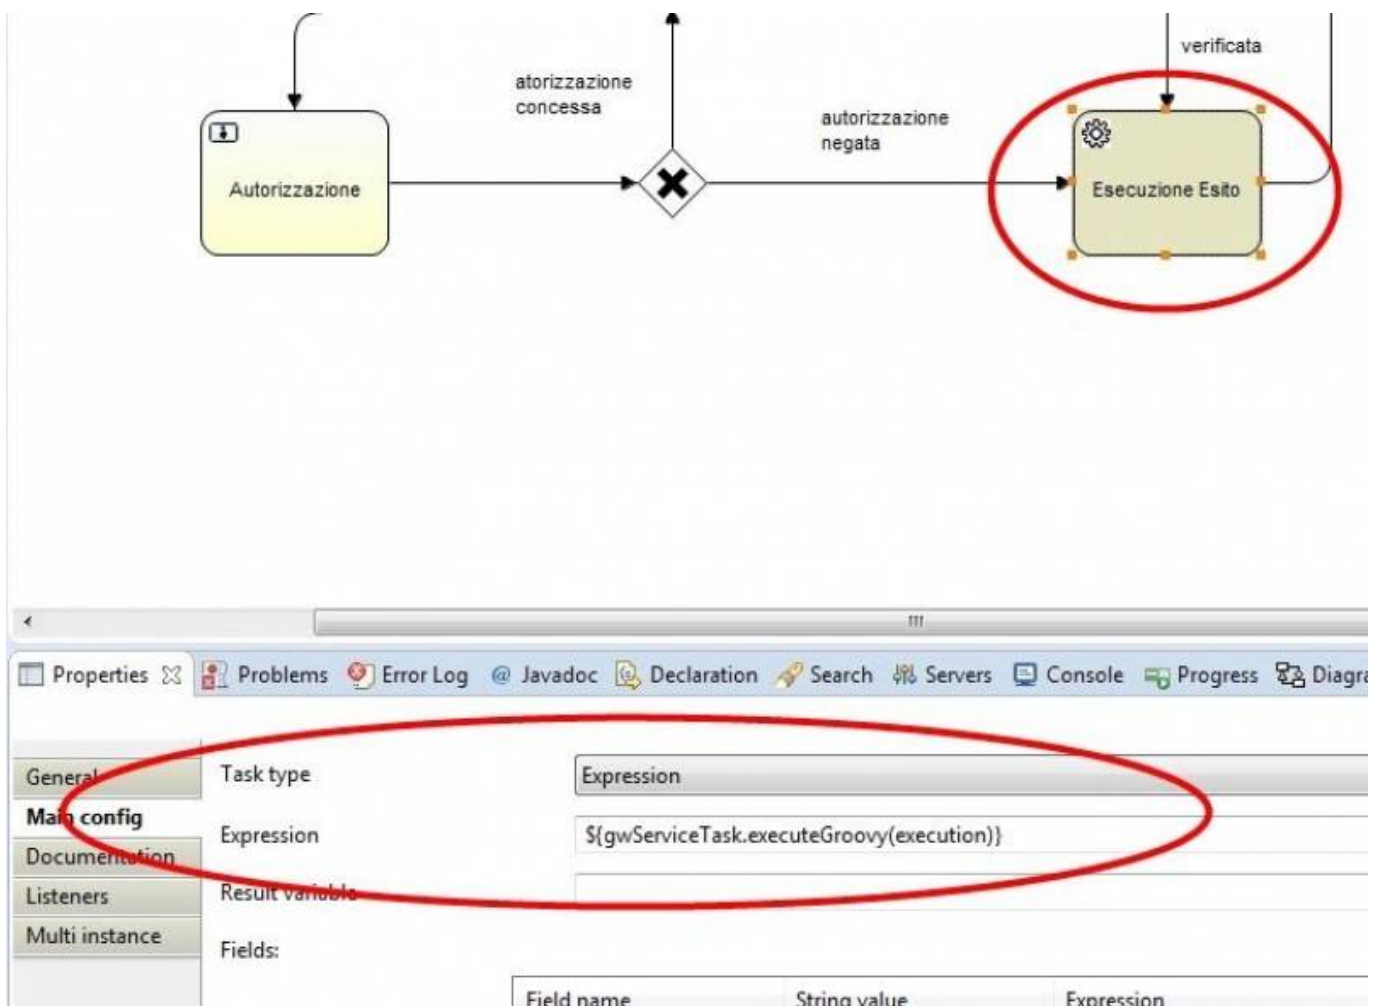 verificata
atorizzazione
concessa
autorizzazione
negata
Autorizzazione
Esecuzione Esito
Properties Problems Error Log @ Javadoc Declaration Search Servers Console Progress Diagra
General
Task type
Expression
Main config
Expression
${gwServiceTask.executeGroovy(execution)}
Documentation
Listeners
Result variable
Multi instance
Fields:
Field name String value Expression